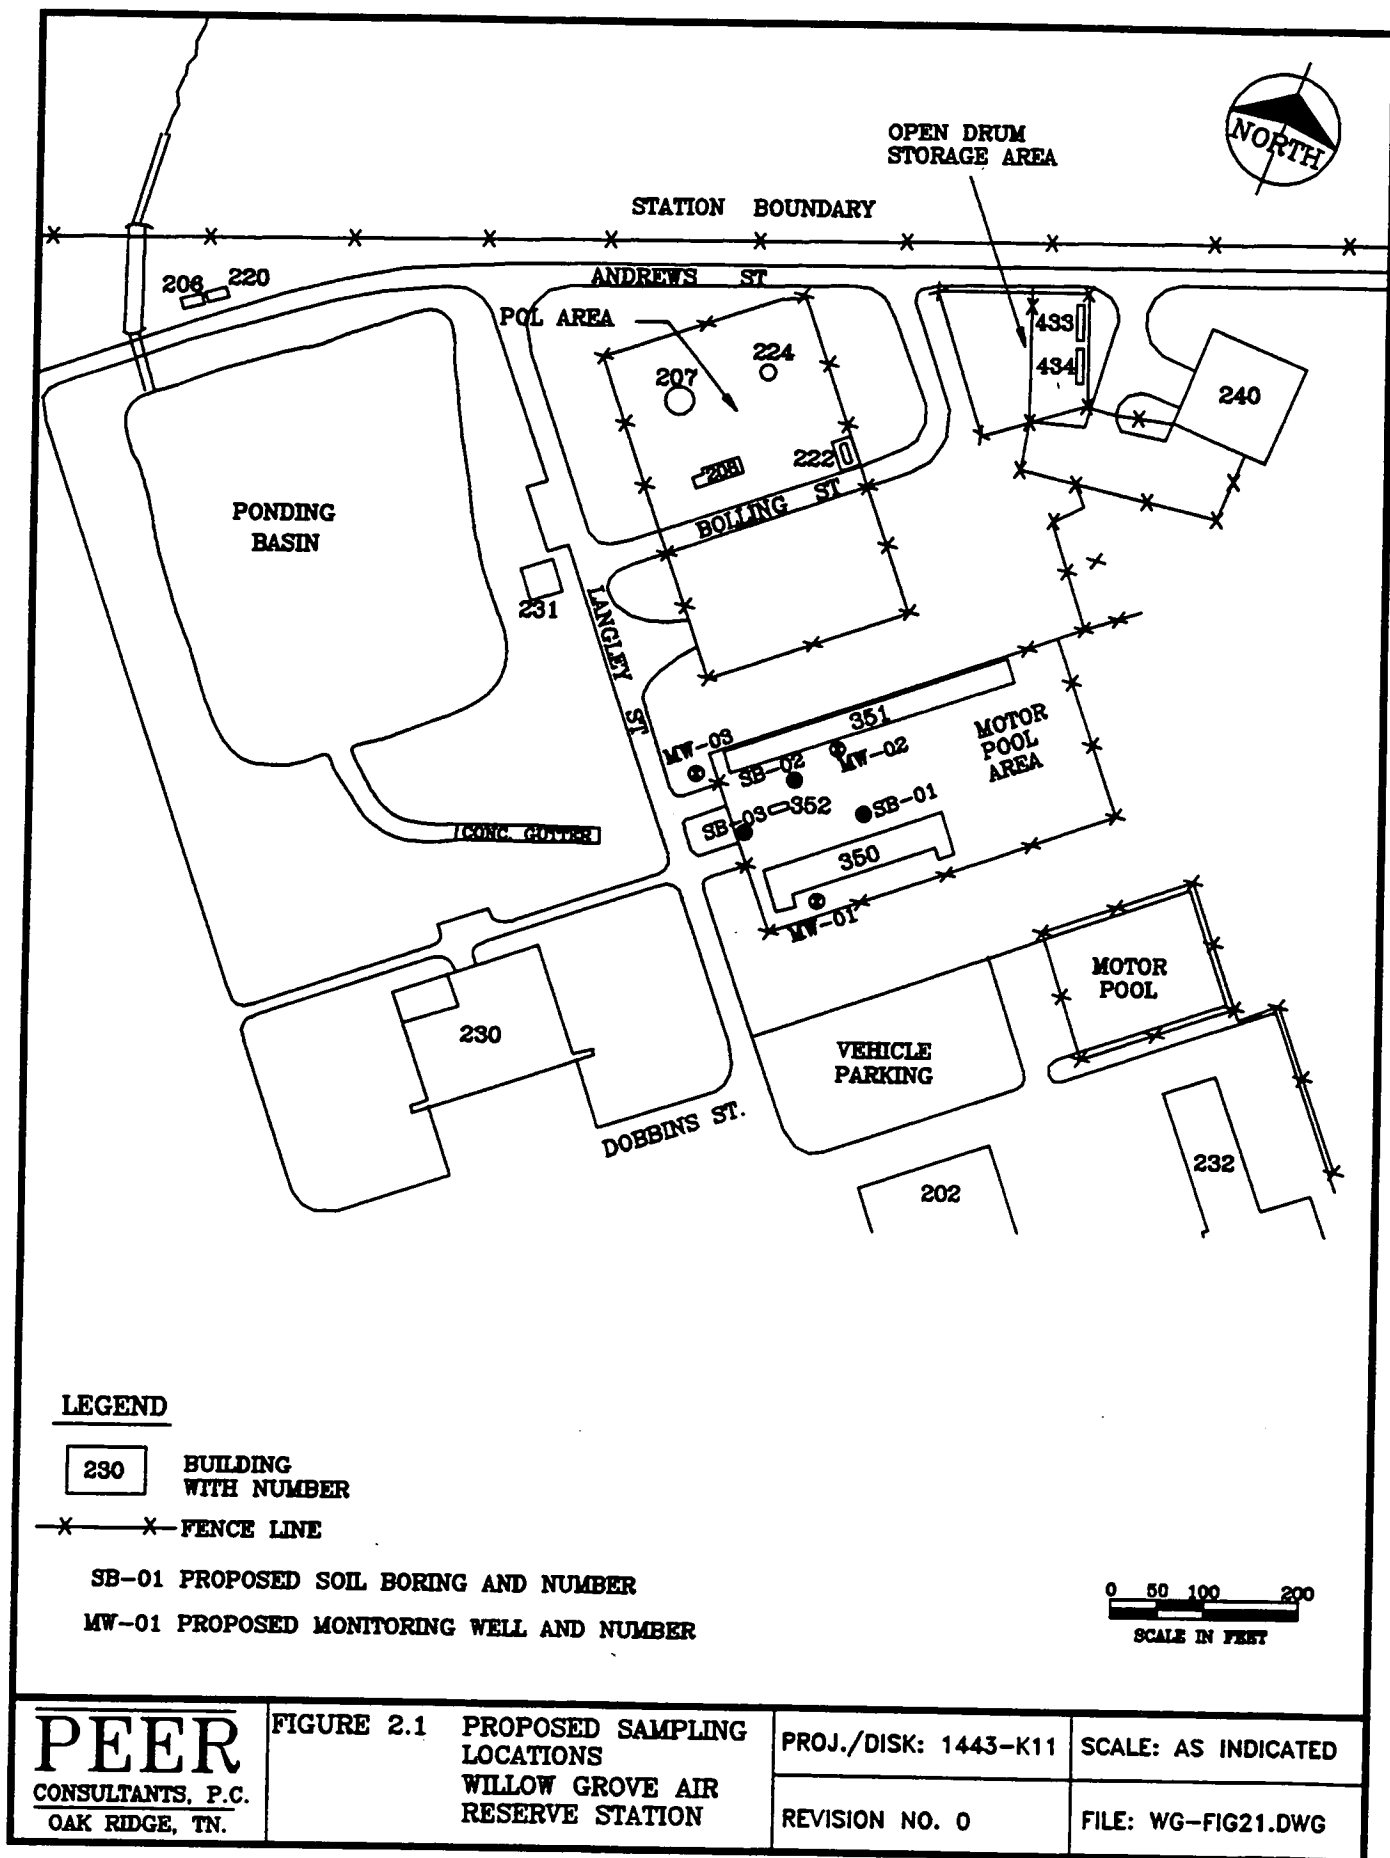 NORTH
OPEN DRUM
STORAGE AREA
STATION BOUNDARY
206
220
ANDREWS ST
POL AREA
433
434
224
207
240
222
208
BOLLING ST
PONDING
BASIN
231
LANGLEY ST
351
MOTOR
POOL
AREA
MW-03
SB-02
MW-02
352
SB-01
SB-03
CONC. GUTTER
350
MW-01
MOTOR
POOL
230
VEHICLE
PARKING
DOBBINS ST.
232
202
LEGEND
230
BUILDING
WITH NUMBER
FENCE LINE
SB-01 PROPOSED SOIL BORING AND NUMBER
MW-01 PROPOSED MONITORING WELL AND NUMBER
0 50 100 200
SCALE IN FEET
PEER
CONSULTANTS, P.C.
OAK RIDGE, TN.
FIGURE 2.1 PROPOSED SAMPLING
LOCATIONS
WILLOW GROVE AIR
RESERVE STATION
PROJ./DISK: 1443-K11
SCALE: AS INDICATED
REVISION NO. 0
FILE: WG-FIG21.DWG